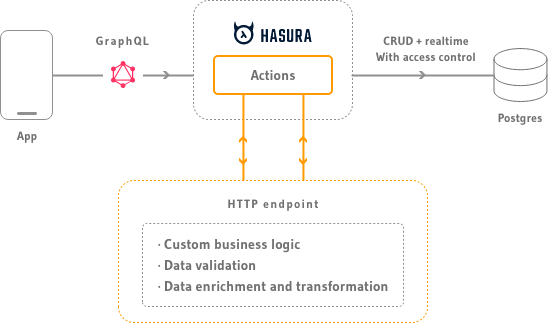 GraphQL
HASURA
CRUD + realtime
With access control
Actions
App
Postgres
HTTP endpoint
· Custom business logic
· Data validation
· Data enrichment and transformation